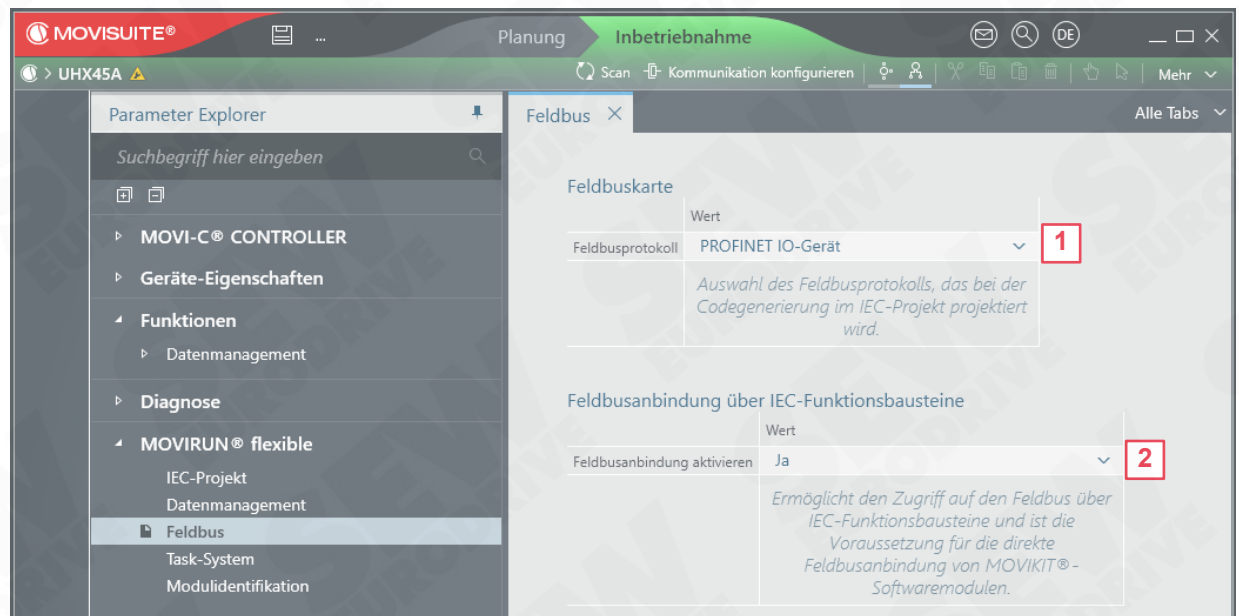 MOVISUITE®
...
Planung
Inbetriebnahme
DE
> UHX45A
Scan
Kommunikation konfigurieren
Mehr
Parameter Explorer
Feldbus
Alle Tabs
Suchbegriff hier eingeben
MOVI-C® CONTROLLER
Geräte-Eigenschaften
Funktionen
Datenmanagement
Diagnose
MOVIRUN® flexible
IEC-Projekt
Datenmanagement
Feldbus
Task-System
Modulidentifikation
Feldbuskarte
Wert
Feldbusprotokoll
PROFINET IO-Gerät
1
Auswahl des Feldbusprotokolls, das bei der
Codegenerierung im IEC-Projekt projektiert
wird.
Feldbusanbindung über IEC-Funktionsbausteine
Wert
Feldbusanbindung aktivieren
Ja
2
Ermöglicht den Zugriff auf den Feldbus über
IEC-Funktionsbausteine und ist die
Voraussetzung für die direkte
Feldbusanbindung von MOVIKIT® -
Softwaremodulen.
SEW
EURODRIVE